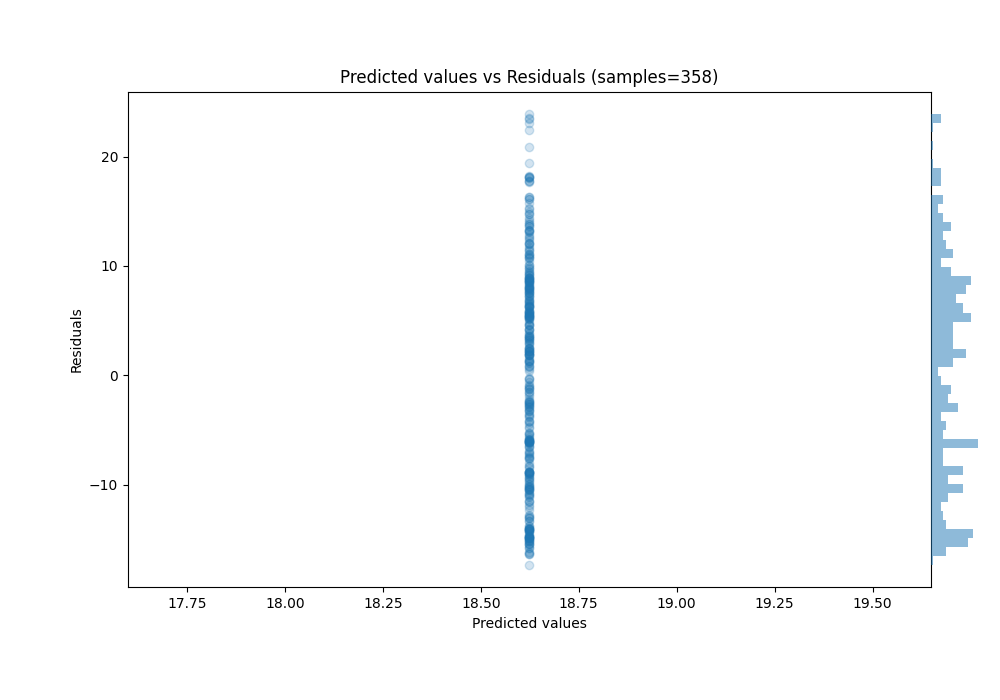 Predicted values vs Residuals (samples=358)
20
10
0
−10
Residuals
17.75 18.00 18.25 18.50 18.75 19.00 19.25 19.50
Predicted values